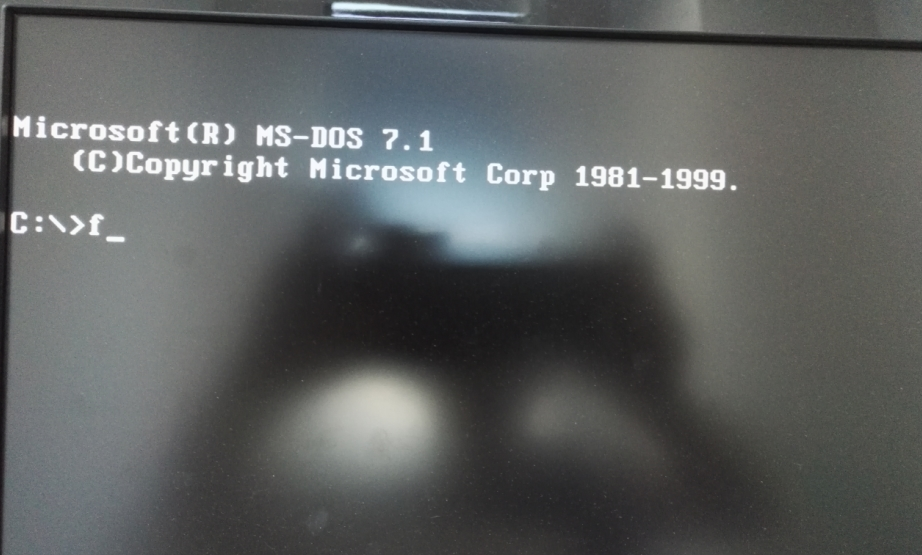 Microsoft(R) MS-DOS 7.1
(C)Copyright Microsoft Corp 1981-1999.
C:\>f_